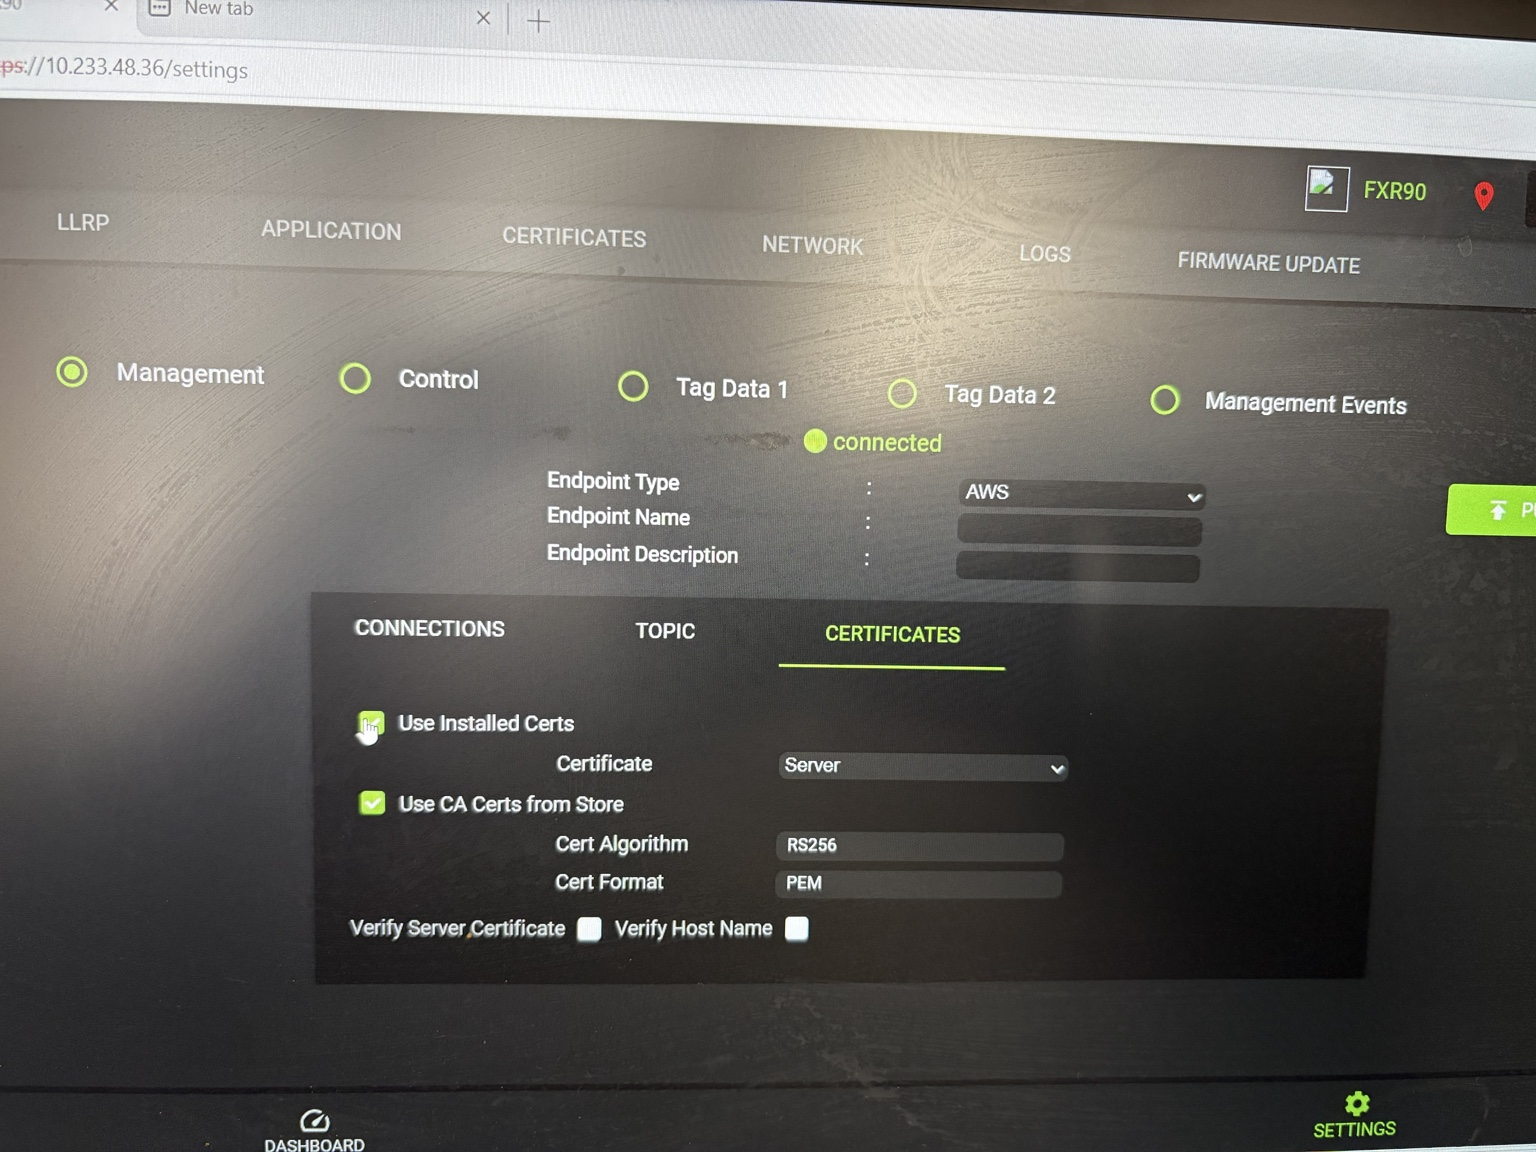 New tab
ps://10.233.48.36/settings
FXR90
LLRP APPLICATION CERTIFICATES NETWORK LOGS FIRMWARE UPDATE
Management Control Tag Data 1 Tag Data 2 Management Events
connected
Endpoint Type : AWS
Endpoint Name :
Endpoint Description :
CONNECTIONS TOPIC CERTIFICATES
Use Installed Certs
Certificate Server
Use CA Certs from Store
Cert Algorithm RS256
Cert Format PEM
Verify Server Certificate Verify Host Name
DASHBOARD SETTINGS